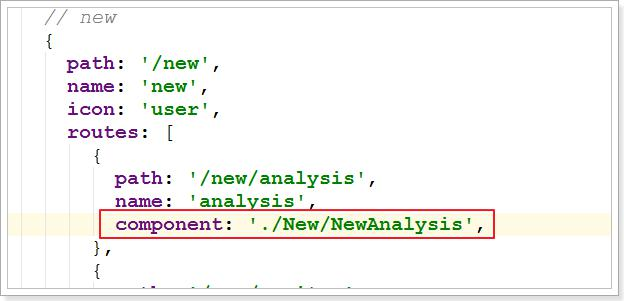 // new
{
path: '/new',
name: 'new',
icon: 'user',
routes: [
{
path: '/new/analysis',
name: 'analysis',
component: './New/NewAnalysis',
},
{